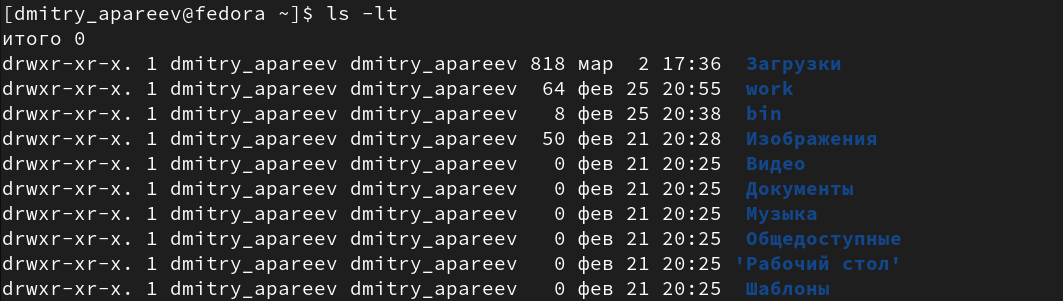 [dmitry_apareev@fedora ~]$ ls -lt
итого 0
drwxr-xr-x. 1 dmitry_apareev dmitry_apareev 818 мар  2 17:36  Загрузки
drwxr-xr-x. 1 dmitry_apareev dmitry_apareev  64 фев 25 20:55  work
drwxr-xr-x. 1 dmitry_apareev dmitry_apareev   8 фев 25 20:38  bin
drwxr-xr-x. 1 dmitry_apareev dmitry_apareev  50 фев 21 20:28  Изображения
drwxr-xr-x. 1 dmitry_apareev dmitry_apareev   0 фев 21 20:25  Видео
drwxr-xr-x. 1 dmitry_apareev dmitry_apareev   0 фев 21 20:25  Документы
drwxr-xr-x. 1 dmitry_apareev dmitry_apareev   0 фев 21 20:25  Музыка
drwxr-xr-x. 1 dmitry_apareev dmitry_apareev   0 фев 21 20:25  Общедоступные
drwxr-xr-x. 1 dmitry_apareev dmitry_apareev   0 фев 21 20:25 'Рабочий стол'
drwxr-xr-x. 1 dmitry_apareev dmitry_apareev   0 фев 21 20:25  Шаблоны